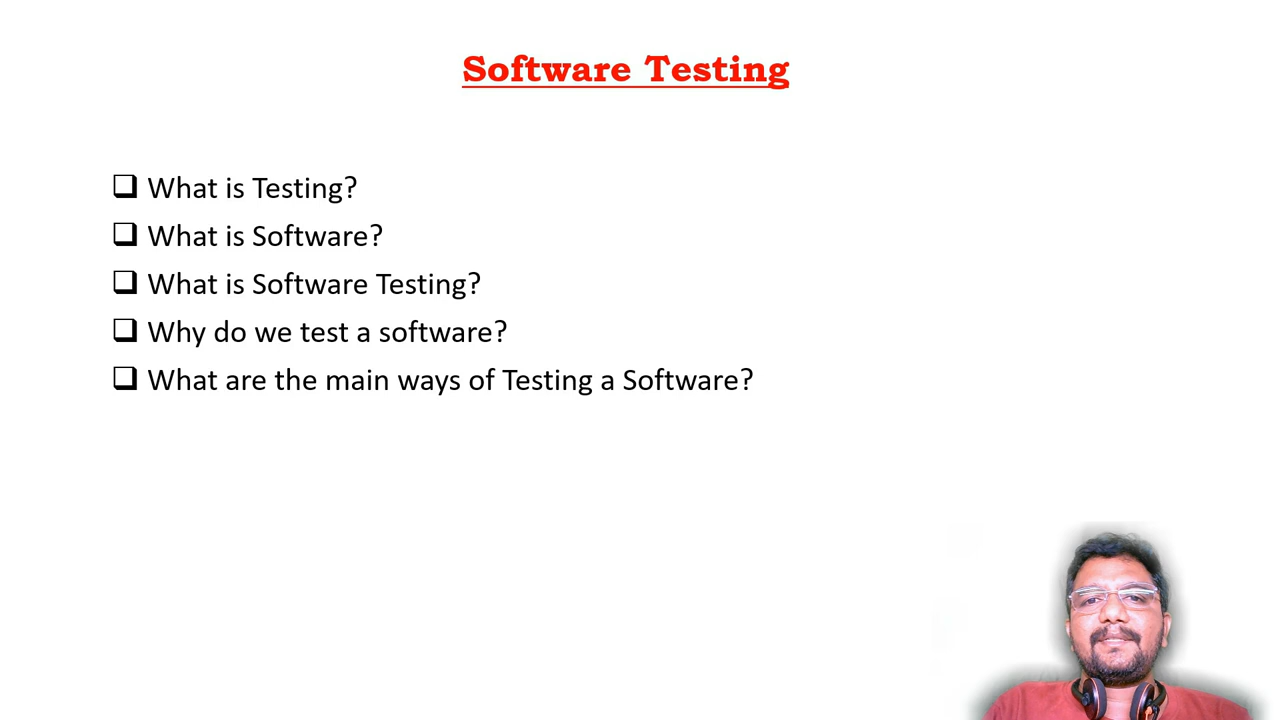 Software Testing
What is Testing?
What is Software?
What is Software Testing?
Why do we test a software?
What are the main ways of Testing a Software?